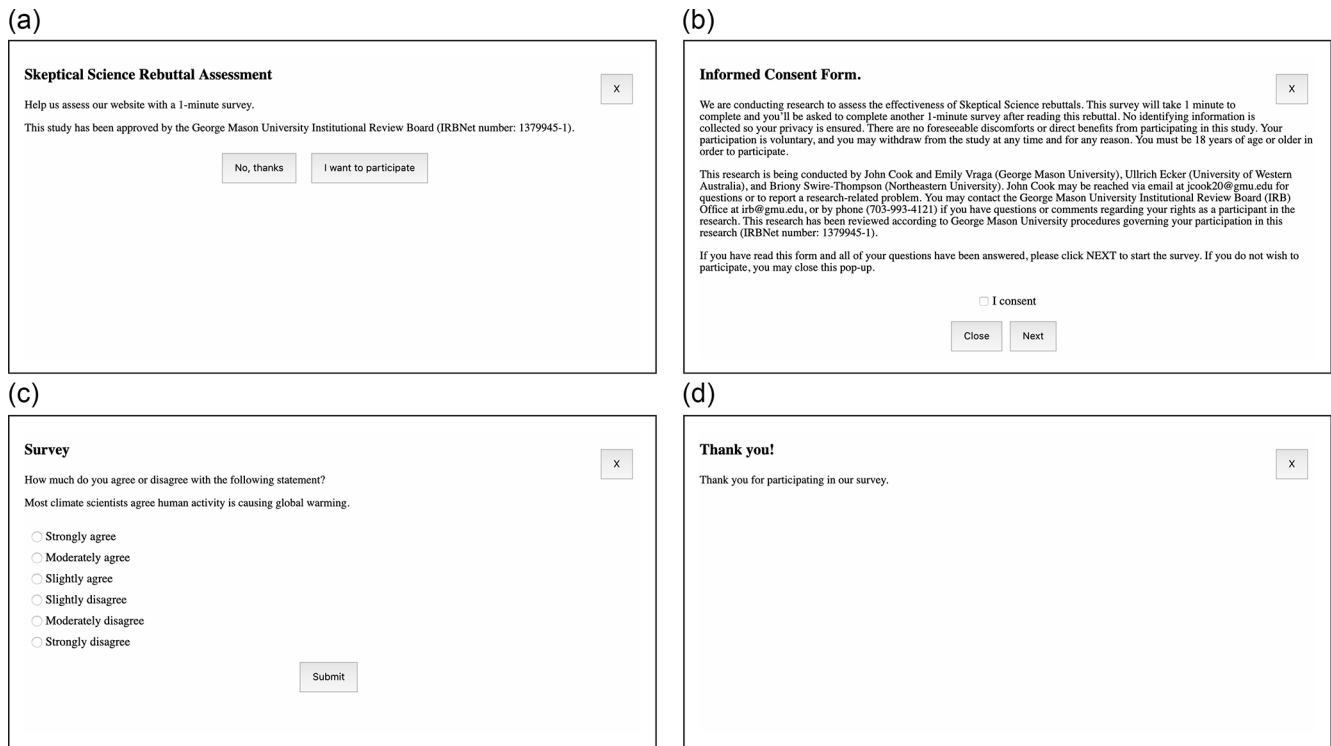 (a)
Skeptical Science Rebuttal Assessment
X
Help us assess our website with a 1-minute survey.
This study has been approved by the George Mason University Institutional Review Board (IRBNet number: 1379945-1).
No, thanks
I want to participate
(b)
Informed Consent Form.
X
We are conducting research to assess the effectiveness of Skeptical Science rebuttals. This survey will take 1 minute to
complete and you'll be asked to complete another 1-minute survey after reading this rebuttal. No identifying information is
collected so your privacy is ensured. There are no foreseeable discomforts or direct benefits from participating in this study. Your
participation is voluntary, and you may withdraw from the study at any time and for any reason. You must be 18 years of age or older in
order to participate.
This research is being conducted by John Cook and Emily Vraga (George Mason University), Ullrich Ecker (University of Western
Australia), and Briony Swire-Thompson (Northeastern University). John Cook may be reached via email at jcook20@gmu.edu for
questions or to report a research-related problem. You may contact the George Mason University Institutional Review Board (IRB)
Office at irb@gmu.edu, or by phone (703-993-4121) if you have questions or comments regarding your rights as a participant in the
research. This research has been reviewed according to George Mason University procedures governing your participation in this
research (IRBNet number: 1379945-1).
If you have read this form and all of your questions have been answered, please click NEXT to start the survey. If you do not wish to
participate, you may close this pop-up.
I consent
Close
Next
(c)
Survey
X
How much do you agree or disagree with the following statement?
Most climate scientists agree human activity is causing global warming.
Strongly agree
Moderately agree
Slightly agree
Slightly disagree
Moderately disagree
Strongly disagree
Submit
(d)
Thank you!
X
Thank you for participating in our survey.